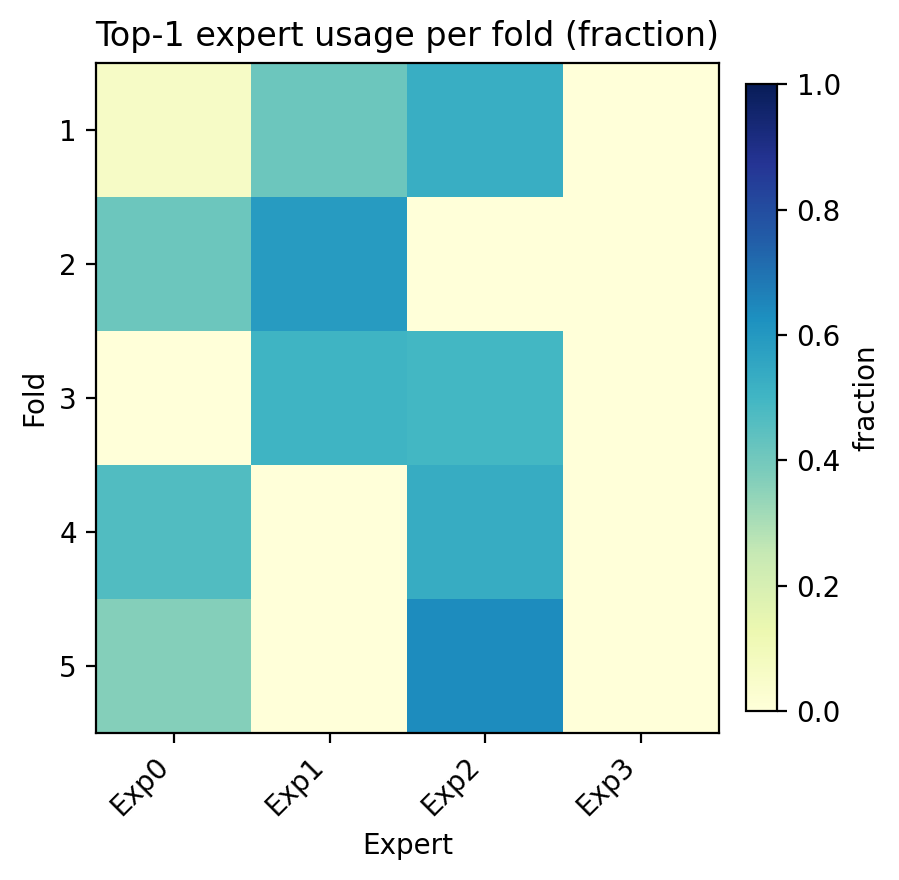 Top-1 expert usage per fold (fraction)
1
2
3
4
5
Fold
Exp0
Exp1
Exp2
Exp3
Expert
1.0
0.8
0.6
0.4
0.2
0.0
fraction